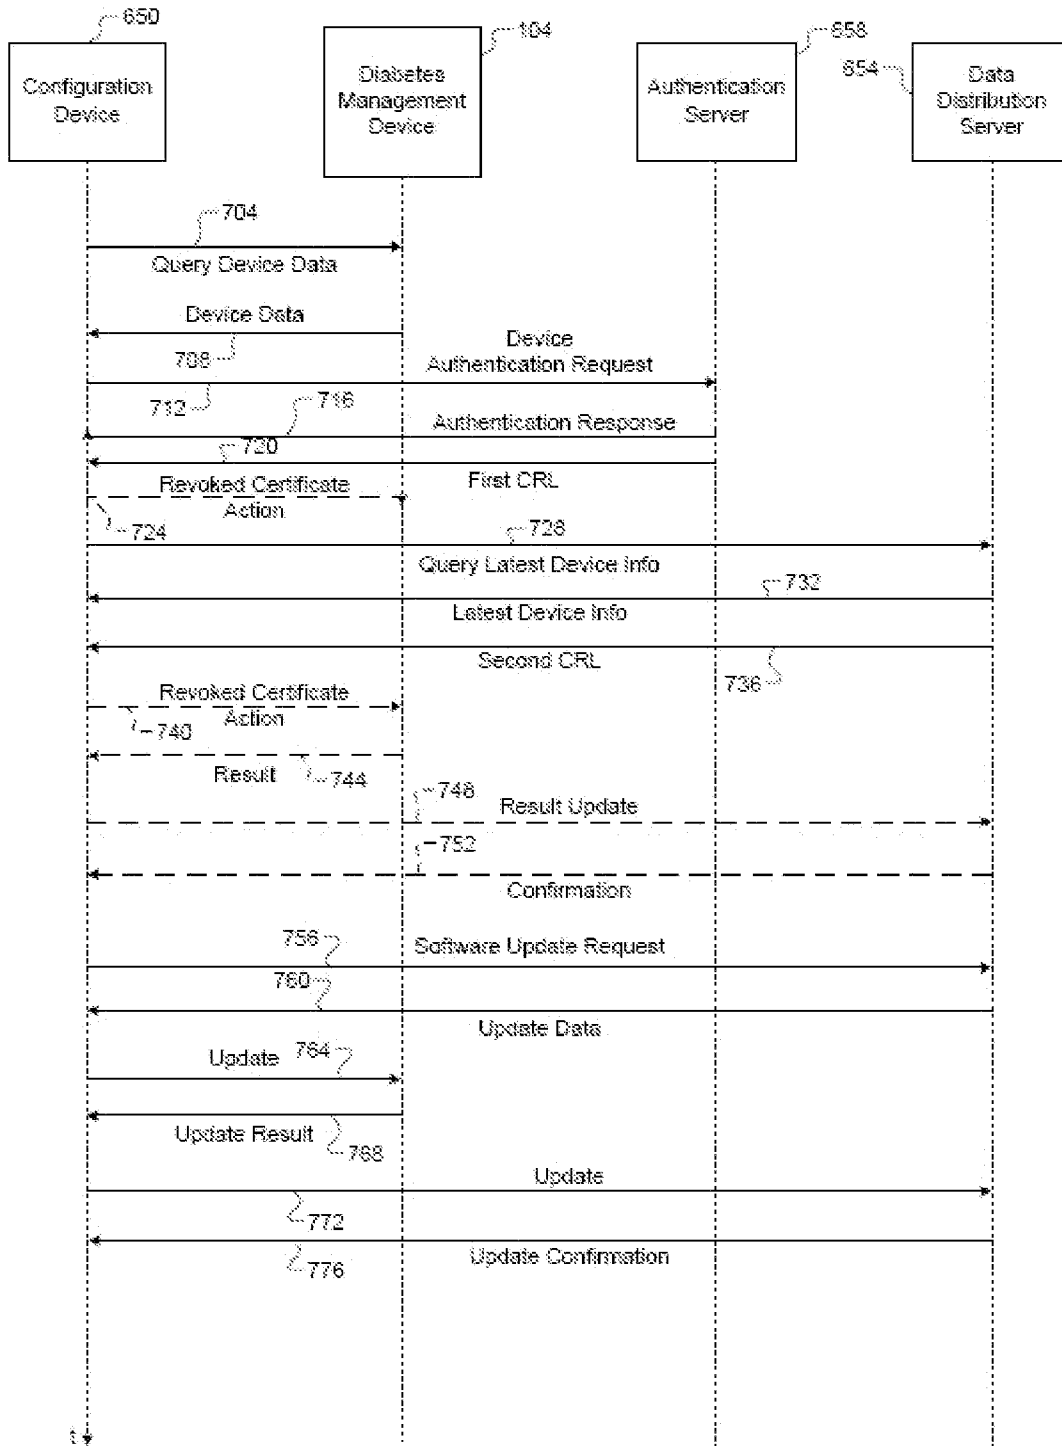 650
Configuration
Device
104
Diabetes
Management
Device
658
Authentication
Server
654
Data
Distribution
Server
704
Query Device Data
Device Data
708
Device
Authentication Request
712
716
Authentication Response
720
First CRL
Revoked Certificate
Action
724
728
Query Latest Device Info
732
Latest Device Info
Second CRL
736
Revoked Certificate
Action
740
Result
744
748
Result Update
752
Confirmation
756
Software Update Request
760
Update Data
Update
764
Update Result
768
Update
772
Update Confirmation
776
t